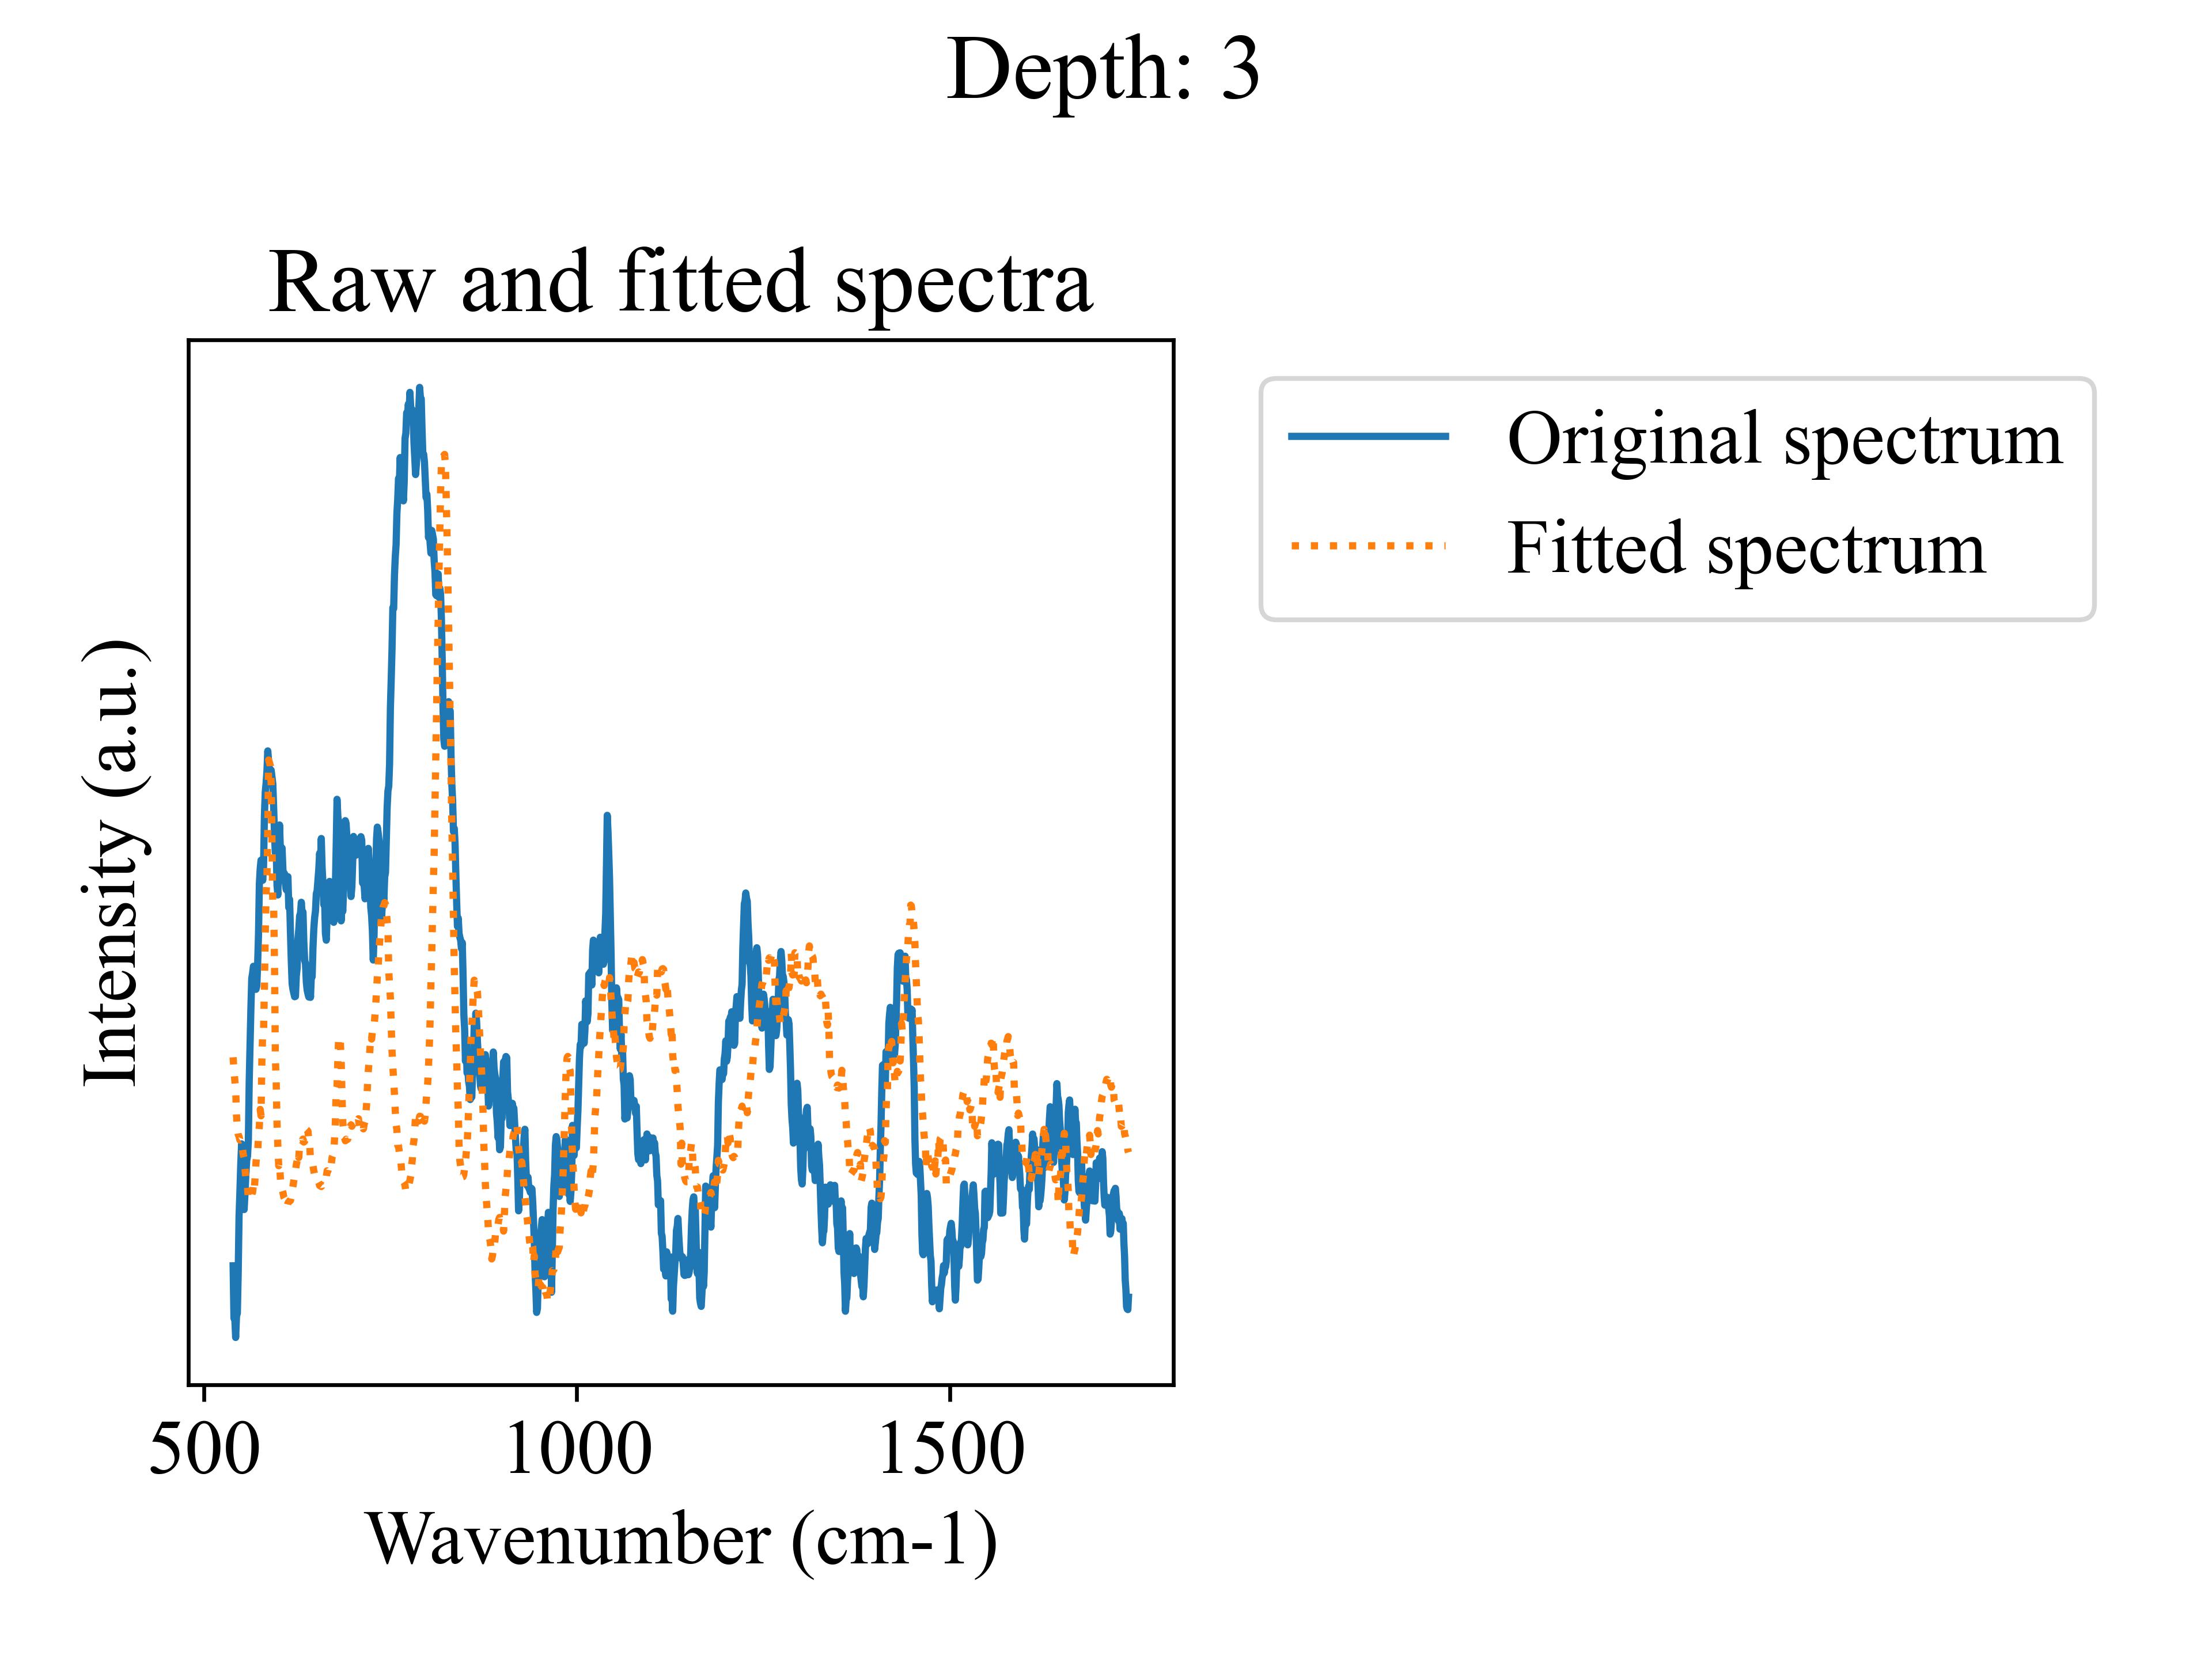 Depth: 3
Raw and fitted spectra
Original spectrum
Fitted spectrum
Intensity (a.u.)
500 1000 1500
Wavenumber (cm-1)